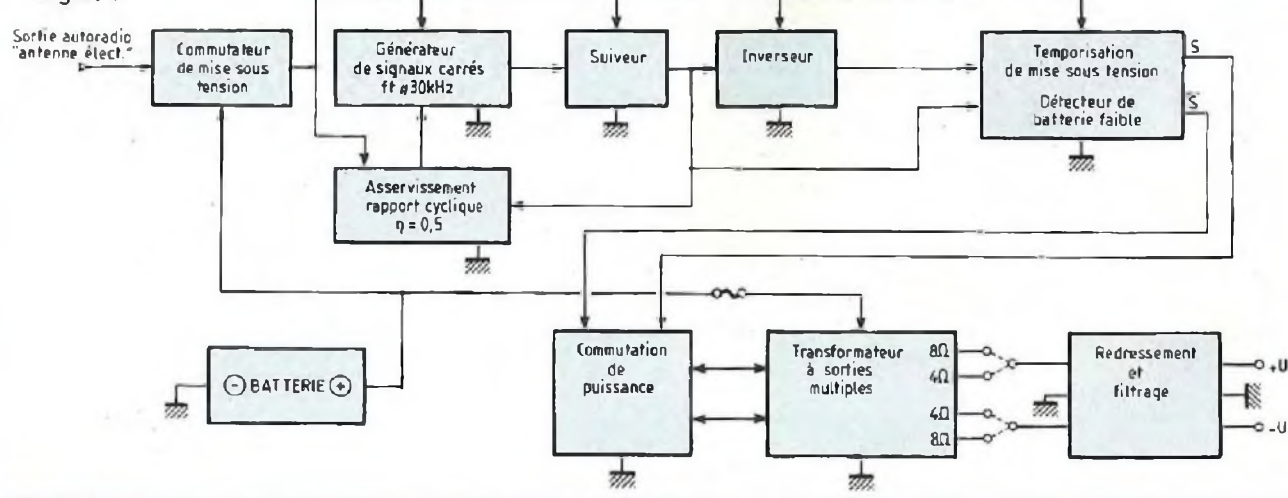 Sortie autoradio
"antenne élect."
Commutateur
de mise sous
tension
Générateur
de signaux carrés
ft # 30kHz
Suiveur
Inverseur
Temporisation
de mise sous tension
Détecteur de
batterie faible
S
S̅
Asservissement
rapport cyclique
η = 0,5
- BATTERIE +
Commutation
de
puissance
Transformateur
à sorties
multiples
8Ω
4Ω
4Ω
8Ω
Redressement
et
filtrage
+U
-U